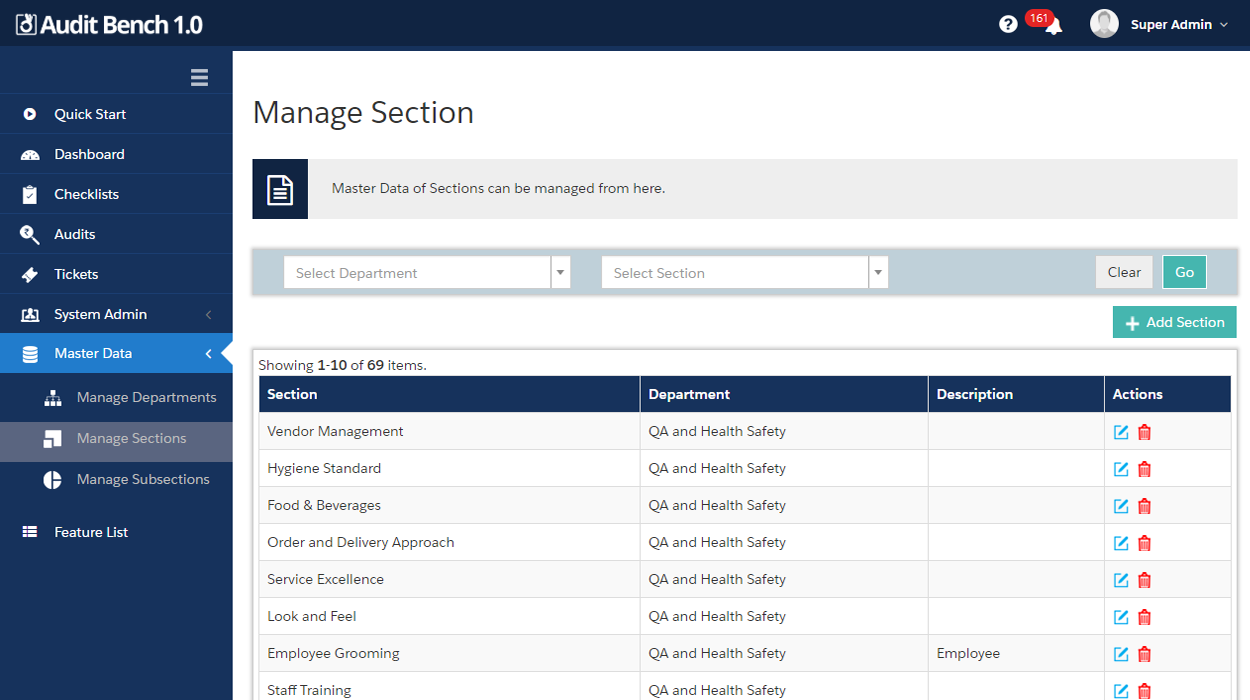 Audit Bench 1.0
161
Super Admin
Quick Start
Dashboard
Checklists
Audits
Tickets
System Admin
Master Data
Manage Departments
Manage Sections
Manage Subsections
Feature List
Manage Section
Master Data of Sections can be managed from here.
Select Department Select Section Clear Go
Add Section
Showing 1-10 of 69 items.
Section Department Description Actions
Vendor Management QA and Health Safety
Hygiene Standard QA and Health Safety
Food & Beverages QA and Health Safety
Order and Delivery Approach QA and Health Safety
Service Excellence QA and Health Safety
Look and Feel QA and Health Safety
Employee Grooming QA and Health Safety Employee
Staff Training QA and Health Safety